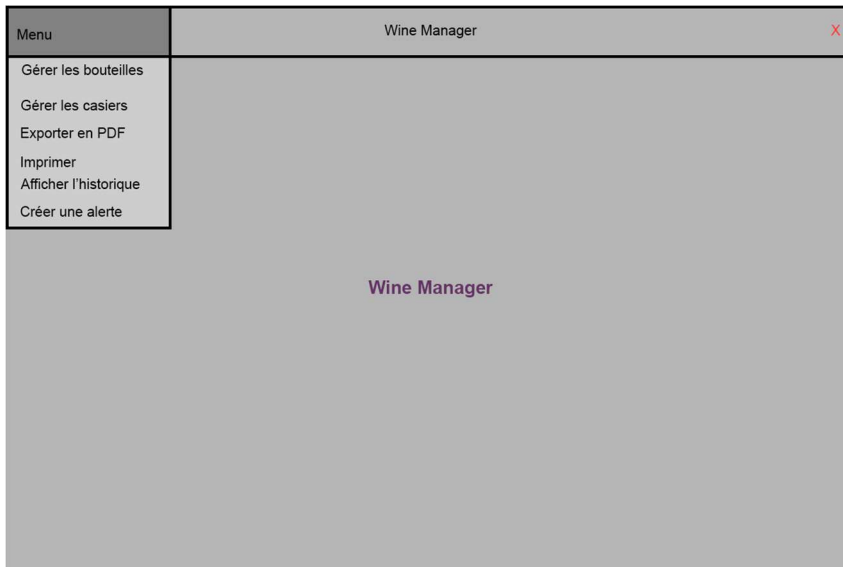 Menu
Wine Manager
X
Gérer les bouteilles
Gérer les casiers
Exporter en PDF
Imprimer
Afficher l'historique
Créer une alerte
Wine Manager